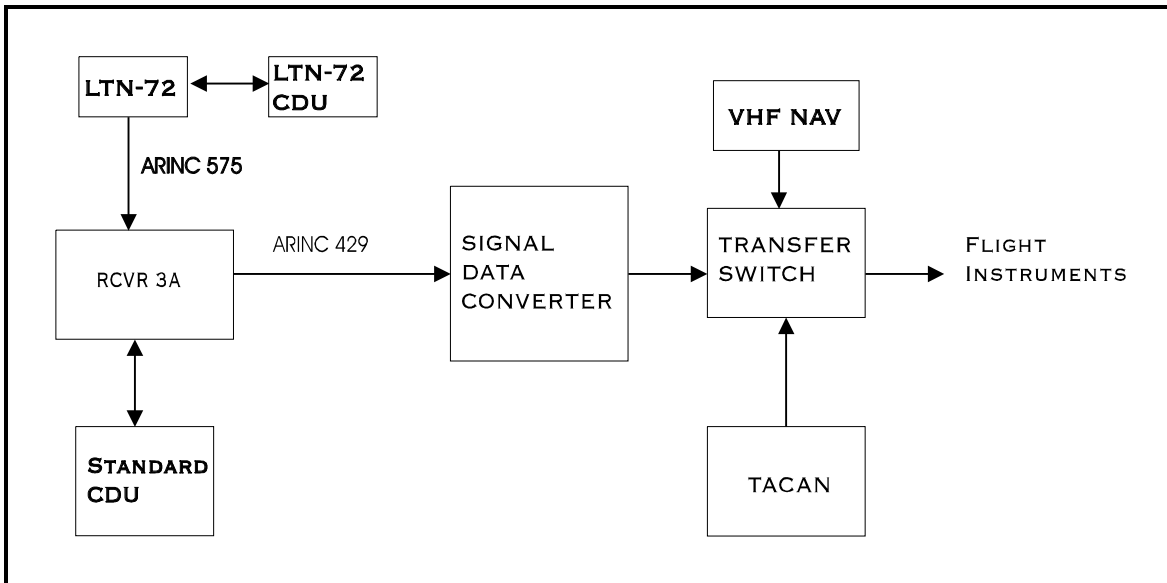 LTN-72
LTN-72
CDU
VHF NAV
ARINC 575
RCVR 3A
ARINC 429
SIGNAL
DATA
CONVERTER
TRANSFER
SWITCH
FLIGHT
INSTRUMENTS
STANDARD
CDU
TACAN